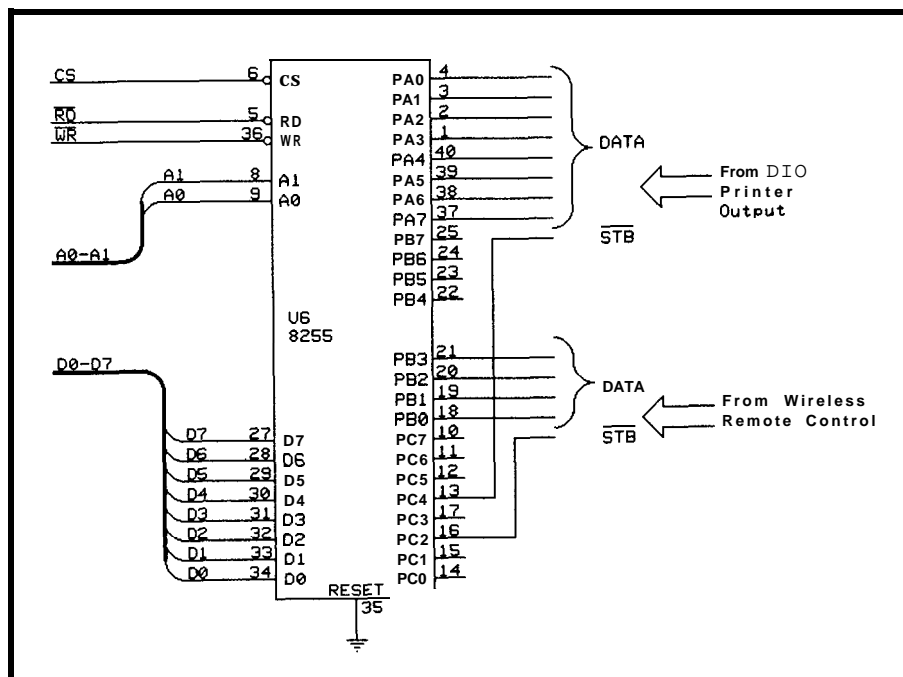 CS 6 CS
RD 5 RD
WR 36 WR
A1 8 A1
A0 9 A0
A0-A1
U6
8255
D0-D7
D7 27 D7
D6 28 D6
D5 29 D5
D4 30 D4
D3 31 D3
D2 32 D2
D1 33 D1
D0 34 D0
RESET
35
PA0 4
PA1 3
PA2 2
PA3 1
PA4 40
PA5 39
PA6 38
PA7 37
PB7 25
PB6 24
PB5 23
PB4 22
PB3 21
PB2 20
PB1 19
PB0 18
PC7 10
PC6 11
PC5 12
PC4 13
PC3 17
PC2 16
PC1 15
PC0 14
DATA
STB
From DIO
Printer
Output
DATA
STB
From Wireless
Remote Control